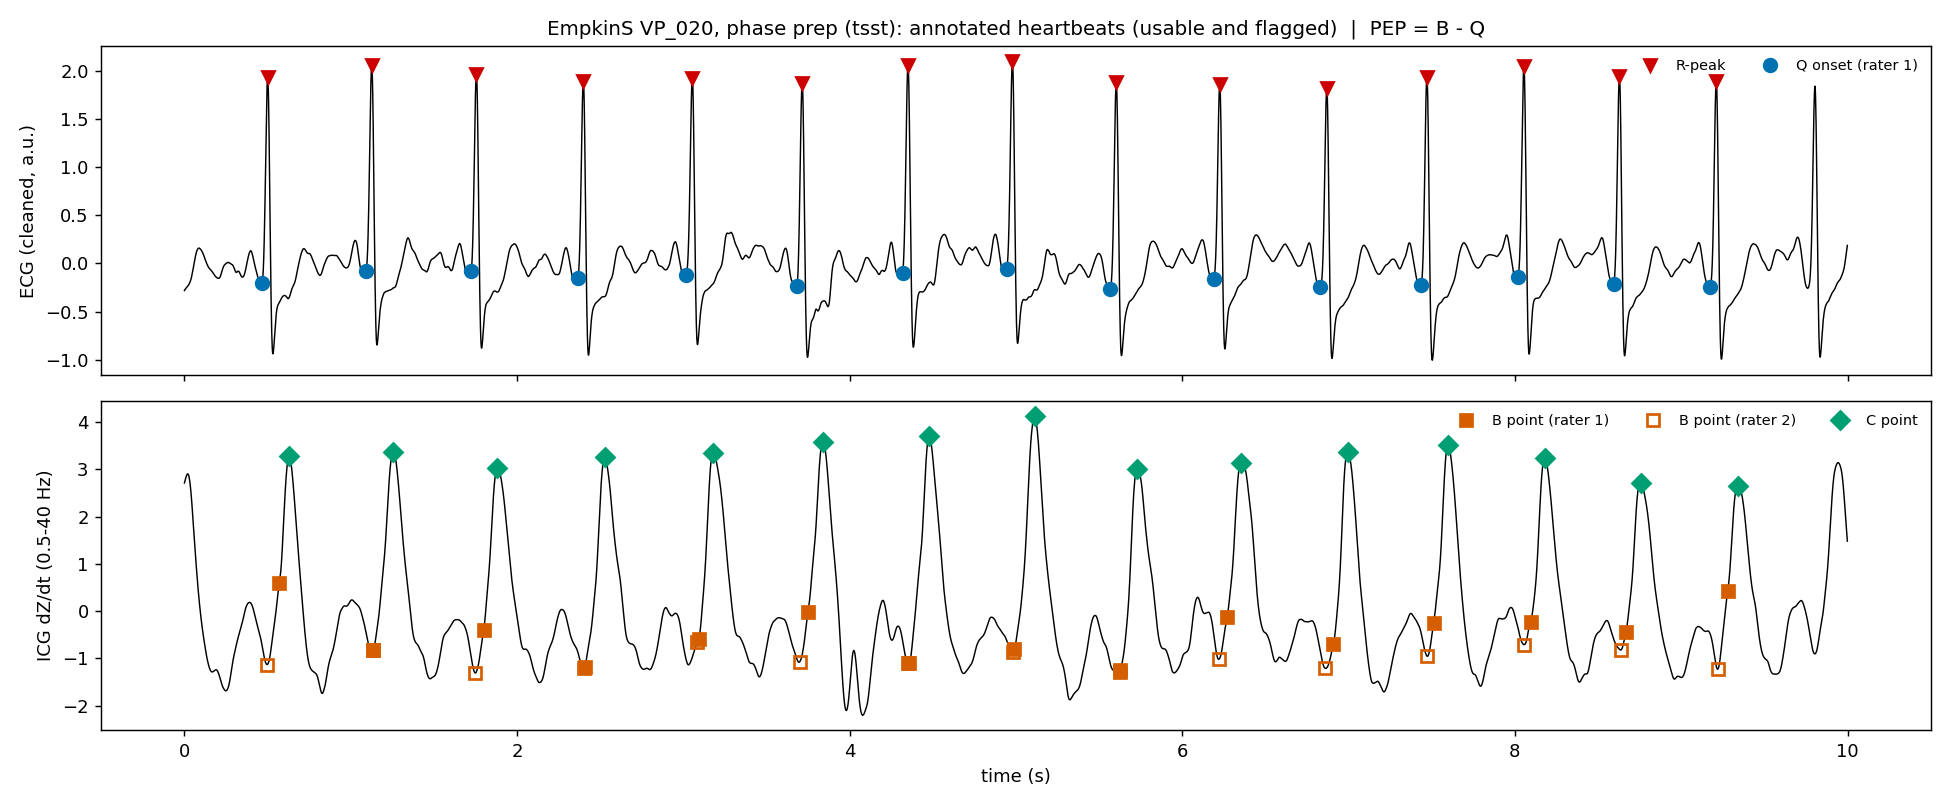 EmpkinS VP_020, phase prep (tsst): annotated heartbeats (usable and flagged)  |  PEP = B - Q
ECG (cleaned, a.u.)
2.0
1.5
1.0
0.5
0.0
−0.5
−1.0
R-peak
Q onset (rater 1)
ICG dZ/dt (0.5-40 Hz)
4
3
2
1
0
−1
−2
B point (rater 1)
B point (rater 2)
C point
0 2 4 6 8 10
time (s)